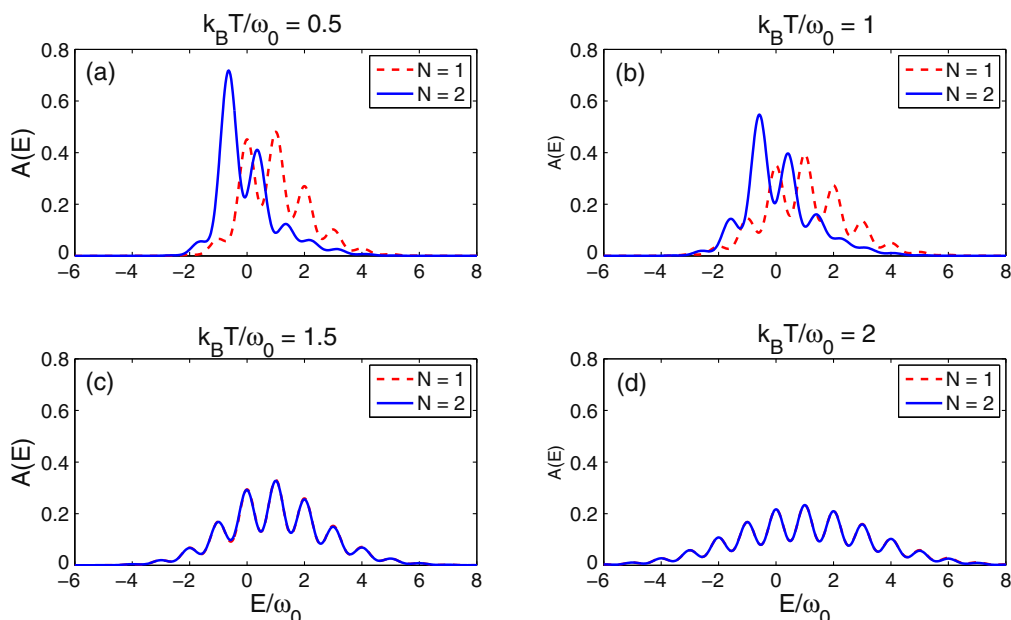 k_BT/ω_0 = 0.5
(a)
N = 1
N = 2
A(E)
0.8
0.6
0.4
0.2
0
−6 −4 −2 0 2 4 6 8
k_BT/ω_0 = 1
(b)
N = 1
N = 2
A(E)
0.8
0.6
0.4
0.2
0
−6 −4 −2 0 2 4 6 8
k_BT/ω_0 = 1.5
(c)
N = 1
N = 2
A(E)
0.8
0.6
0.4
0.2
0
−6 −4 −2 0 2 4 6 8
E/ω_0
k_BT/ω_0 = 2
(d)
N = 1
N = 2
A(E)
0.8
0.6
0.4
0.2
0
−6 −4 −2 0 2 4 6 8
E/ω_0